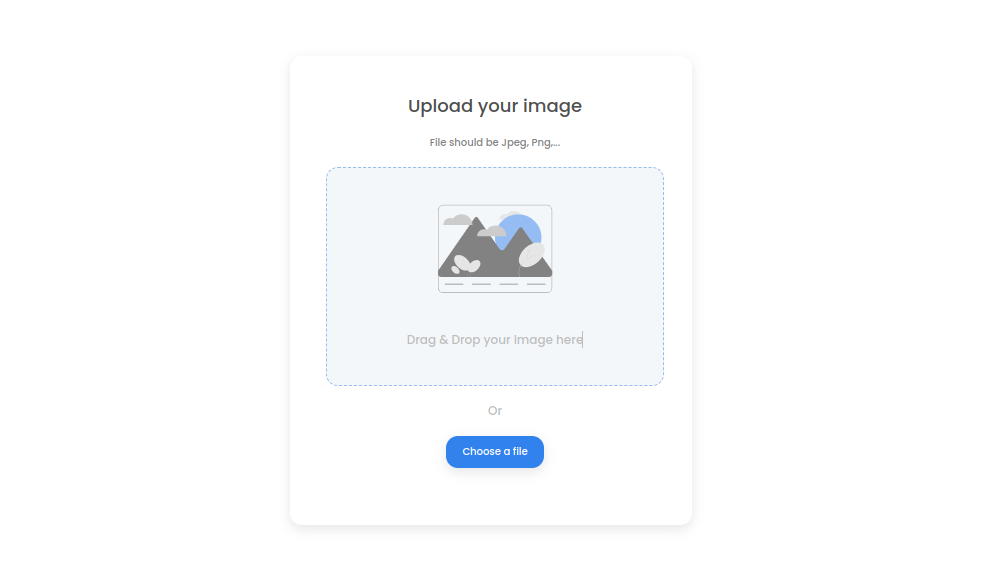 Upload your image
File should be Jpeg, Png,...
Drag & Drop your Image here
Or
Choose a file